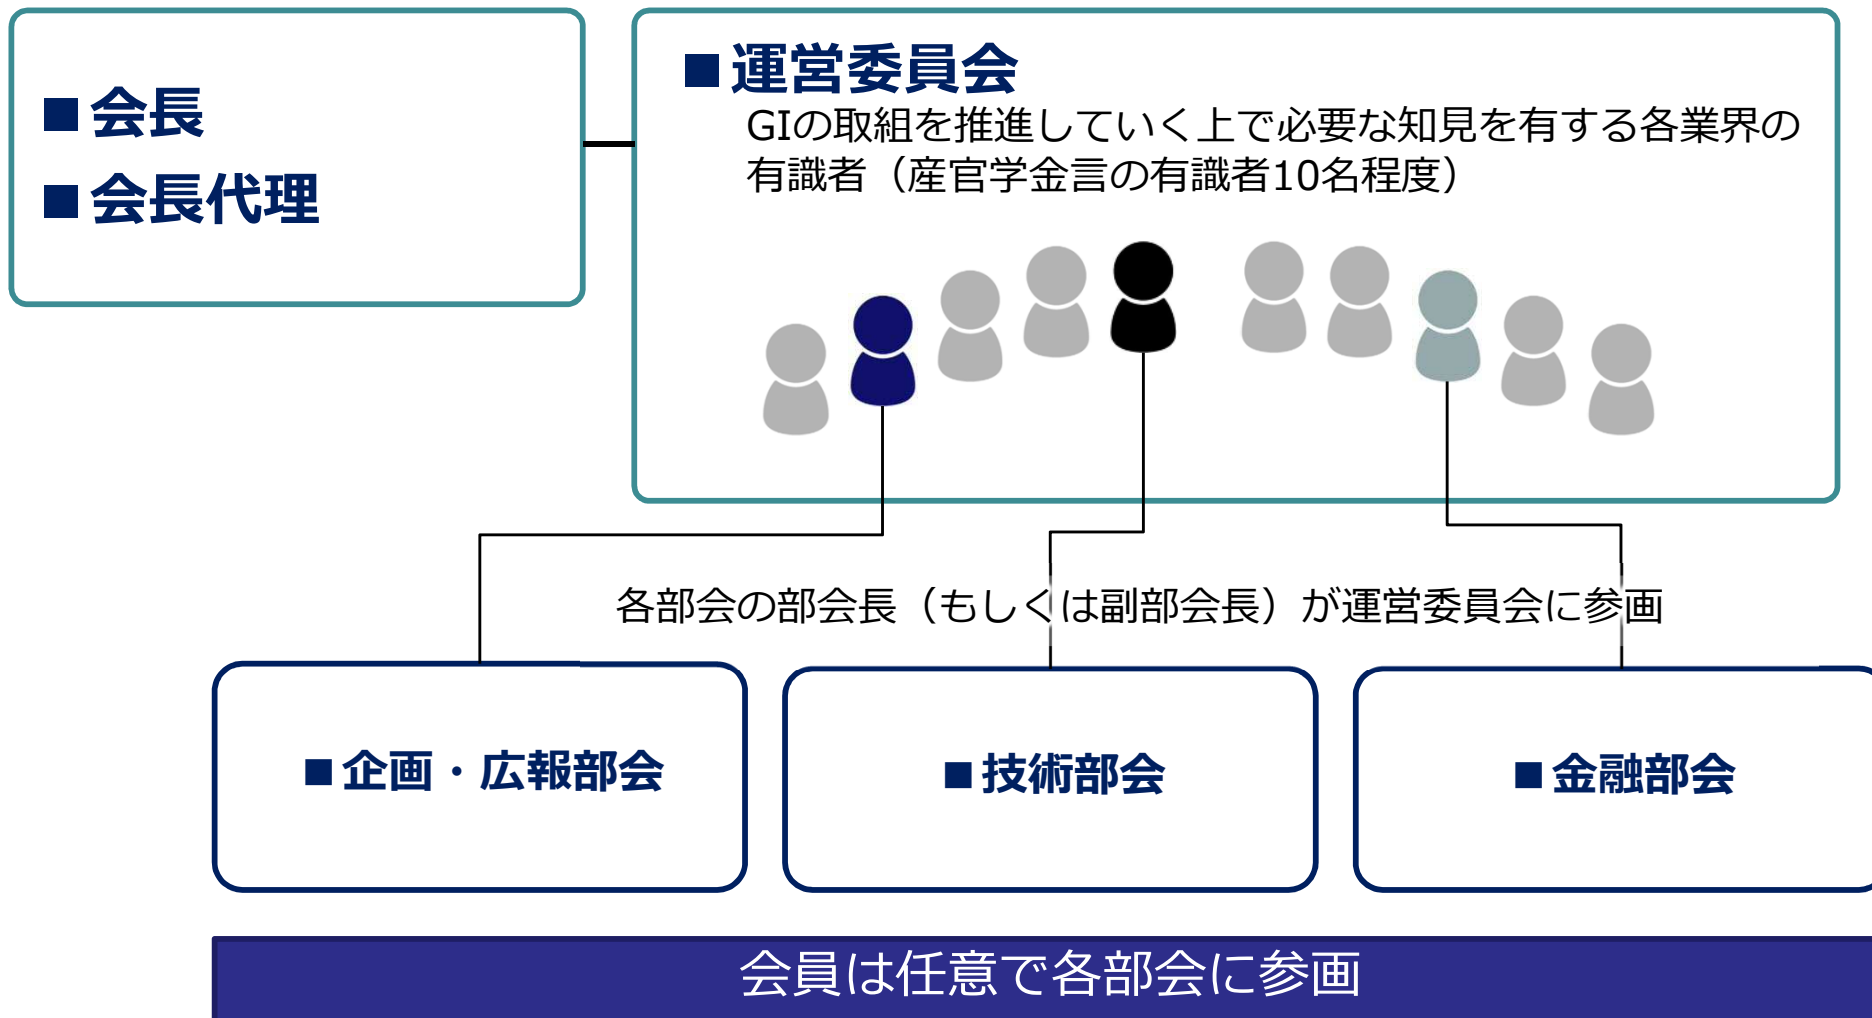 ■会長
■会長代理
■運営委員会
GIの取組を推進していく上で必要な知見を有する各業界の
有識者（産官学金言の有識者10名程度）
各部会の部会長（もしくは副部会長）が運営委員会に参画
■企画・広報部会
■技術部会
■金融部会
会員は任意で各部会に参画